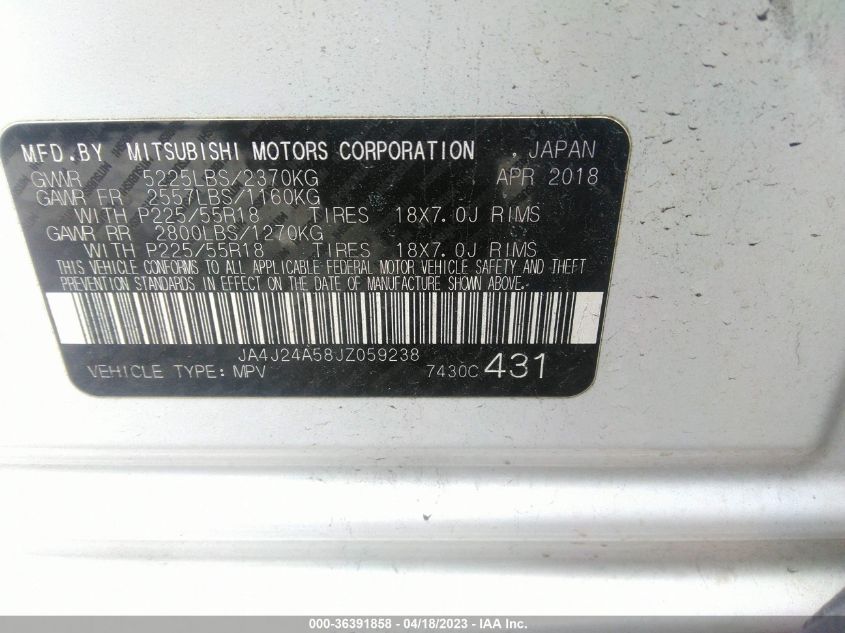 MFD.BY MITSUBISHI MOTORS CORPORATION , JAPAN
GVWR 5225LBS/2370KG APR 2018
GAWR FR 2557LBS/1160KG
WITH P225/55R18 TIRES 18X7.0J RIMS
GAWR RR 2800LBS/1270KG
WITH P225/55R18 TIRES 18X7.0J RIMS
THIS VEHICLE CONFORMS TO ALL APPLICABLE FEDERAL MOTOR VEHICLE SAFETY AND THEFT
PREVENTION STANDARDS IN EFFECT ON THE DATE OF MANUFACTURE SHOWN ABOVE.
JA4J24A58JZ059238
VEHICLE TYPE: MPV 7430C 431
000-36391858 - 04/18/2023 - IAA Inc.